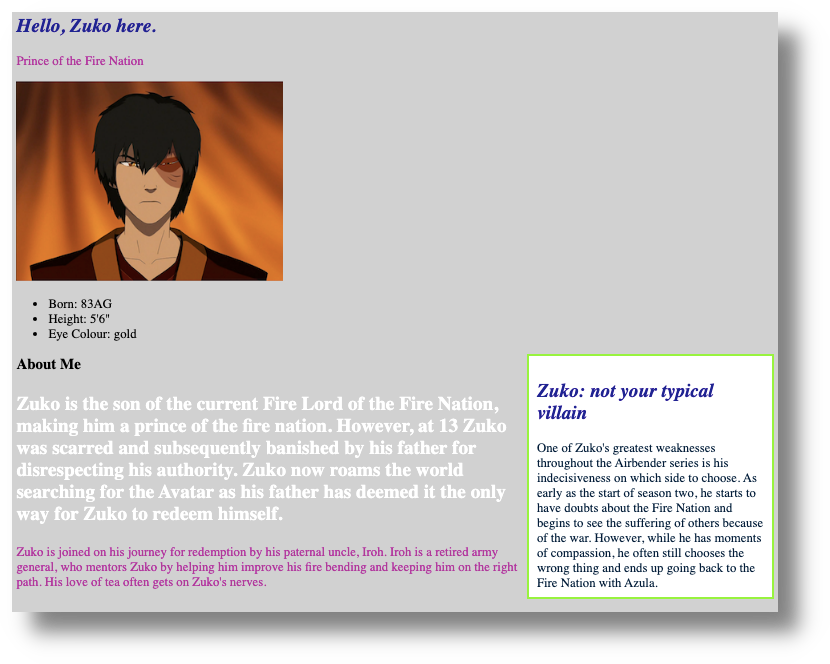 Hello, Zuko here.
Prince of the Fire Nation
Born: 83AG
Height: 5'6"
Eye Colour: gold
About Me
Zuko is the son of the current Fire Lord of the Fire Nation,
making him a prince of the fire nation. However, at 13 Zuko
was scarred and subsequently banished by his father for
disrespecting his authority. Zuko now roams the world
searching for the Avatar as his father has deemed it the only
way for Zuko to redeem himself.
Zuko is joined on his journey for redemption by his paternal uncle, Iroh. Iroh is a retired army
general, who mentors Zuko by helping him improve his fire bending and keeping him on the right
path. His love of tea often gets on Zuko's nerves.
Zuko: not your typical
villain
One of Zuko's greatest weaknesses
throughout the Airbender series is his
indecisiveness on which side to choose. As
early as the start of season two, he starts to
have doubts about the Fire Nation and
begins to see the suffering of others because
of the war. However, while he has moments
of compassion, he often still chooses the
wrong thing and ends up going back to the
Fire Nation with Azula.